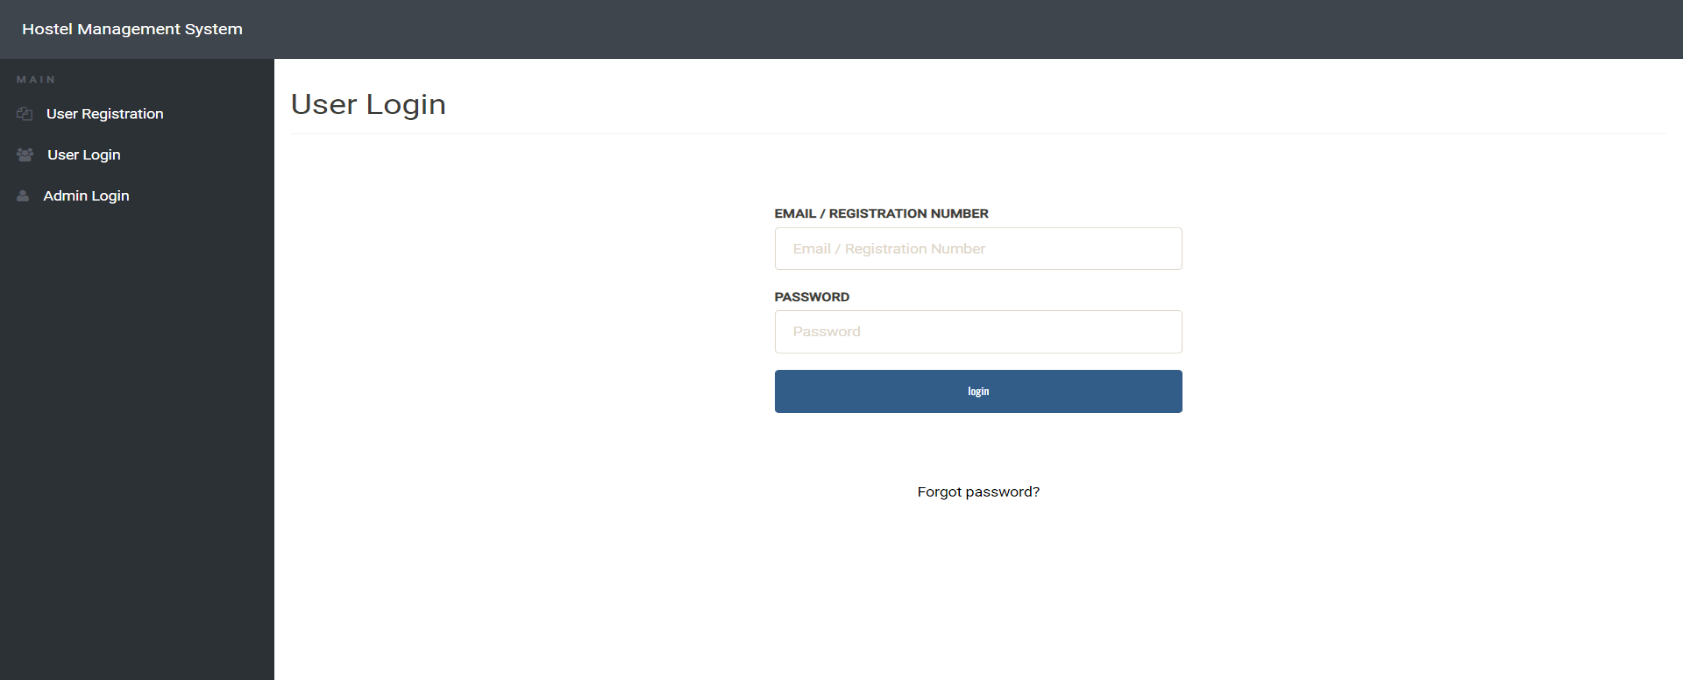 Hostel Management System
MAIN
User Registration
User Login
Admin Login
User Login
EMAIL / REGISTRATION NUMBER
Email / Registration Number
PASSWORD
Password
login
Forgot password?